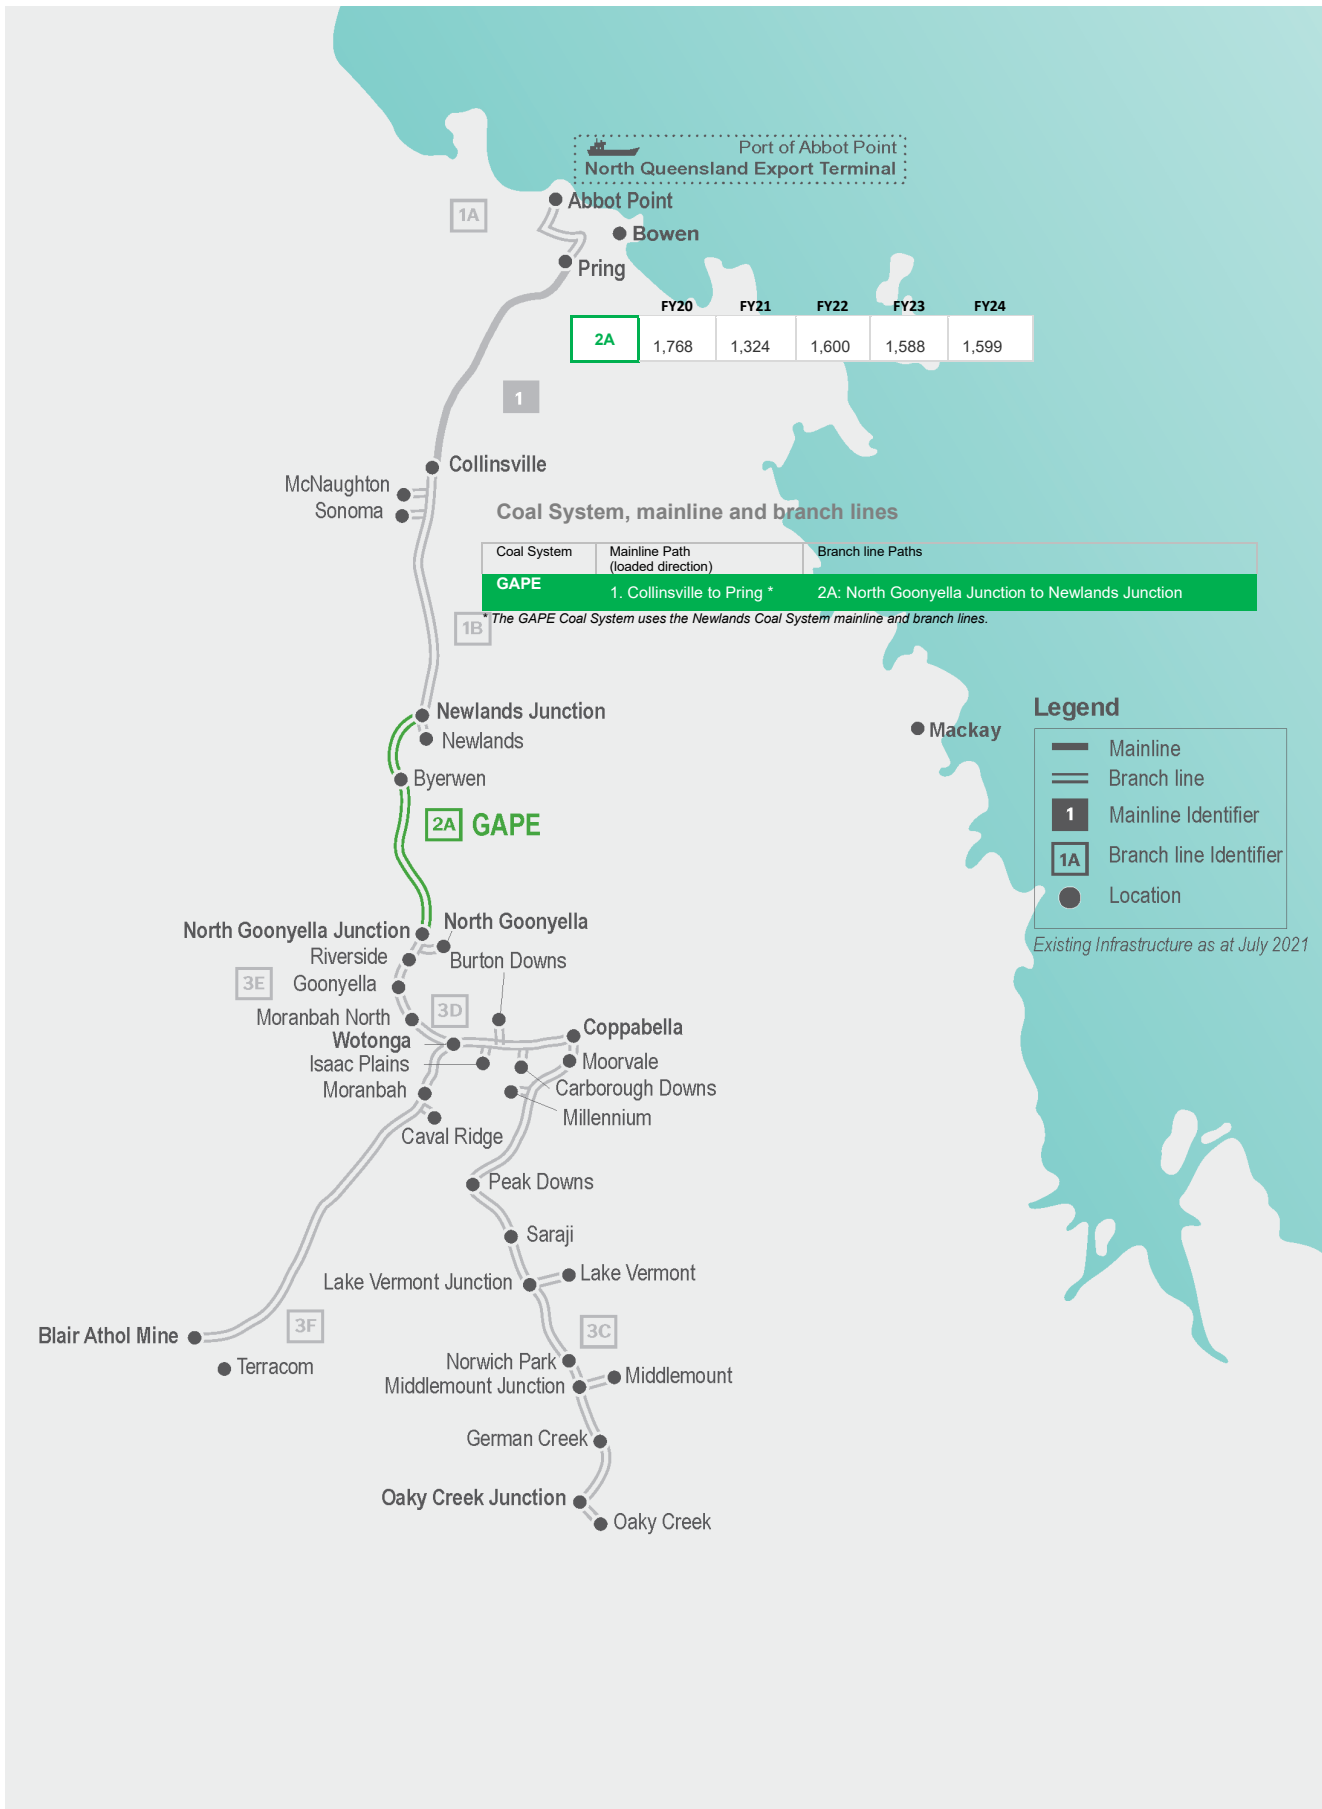 Port of Abbot Point
North Queensland Export Terminal
Abbot Point
1A
Bowen
Pring
FY20 FY21 FY22 FY23 FY24
2A 1,768 1,324 1,600 1,588 1,599
1
Collinsville
McNaughton
Sonoma
Coal System, mainline and branch lines
Coal System Mainline Path Branch line Paths
(loaded direction)
GAPE 1. Collinsville to Pring * 2A: North Goonyella Junction to Newlands Junction
* The GAPE Coal System uses the Newlands Coal System mainline and branch lines.
1B
Newlands Junction
Newlands
Byerwen
2A GAPE
Mackay
Legend
Mainline
Branch line
1 Mainline Identifier
1A Branch line Identifier
Location
Existing Infrastructure as at July 2021
North Goonyella
North Goonyella Junction
Riverside
Burton Downs
3E
Goonyella
3D
Moranbah North
Coppabella
Wotonga
Isaac Plains
Moorvale
Moranbah
Carborough Downs
Millennium
Caval Ridge
Peak Downs
Saraji
Lake Vermont Junction
Lake Vermont
3F
3C
Blair Athol Mine
Terracom
Norwich Park
Middlemount
Middlemount Junction
German Creek
Oaky Creek Junction
Oaky Creek